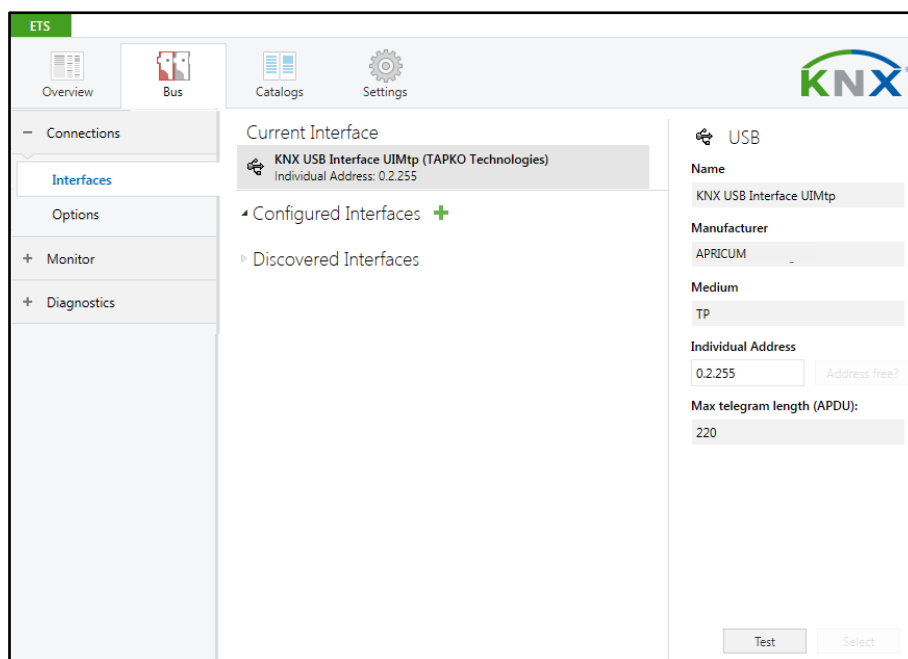 ETS
Overview
Bus
Catalogs
Settings
KNX
Connections
Interfaces
Options
Monitor
Diagnostics
Current Interface
KNX USB Interface UIMtp (TAPKO Technologies)
Individual Address: 0.2.255
Configured Interfaces
Discovered Interfaces
USB
Name
KNX USB Interface UIMtp
Manufacturer
APRICUM
Medium
TP
Individual Address
0.2.255 Address free?
Max telegram length (APDU):
220
Test Select